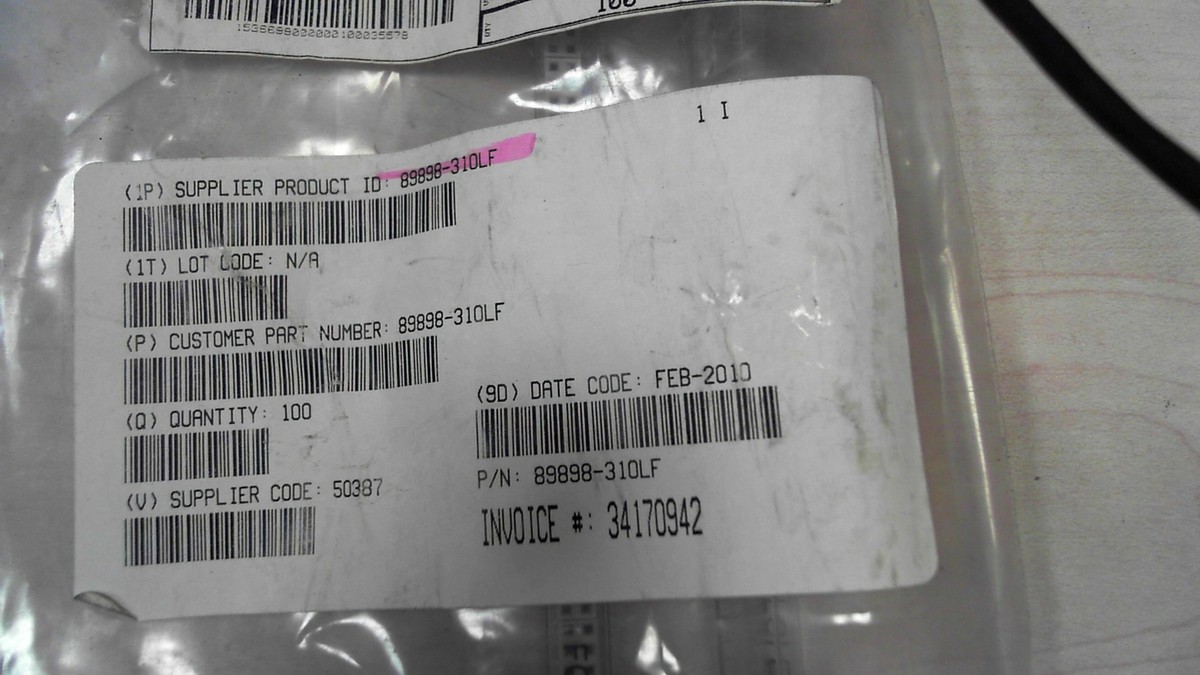 100
1 I
(1P) SUPPLIER PRODUCT ID: 89898-310LF
(1T) LOT CODE: N/A
(P) CUSTOMER PART NUMBER: 89898-310LF
(Q) QUANTITY: 100
(9D) DATE CODE: FEB-2010
(V) SUPPLIER CODE: 50387
P/N: 89898-310LF
INVOICE #: 34170942